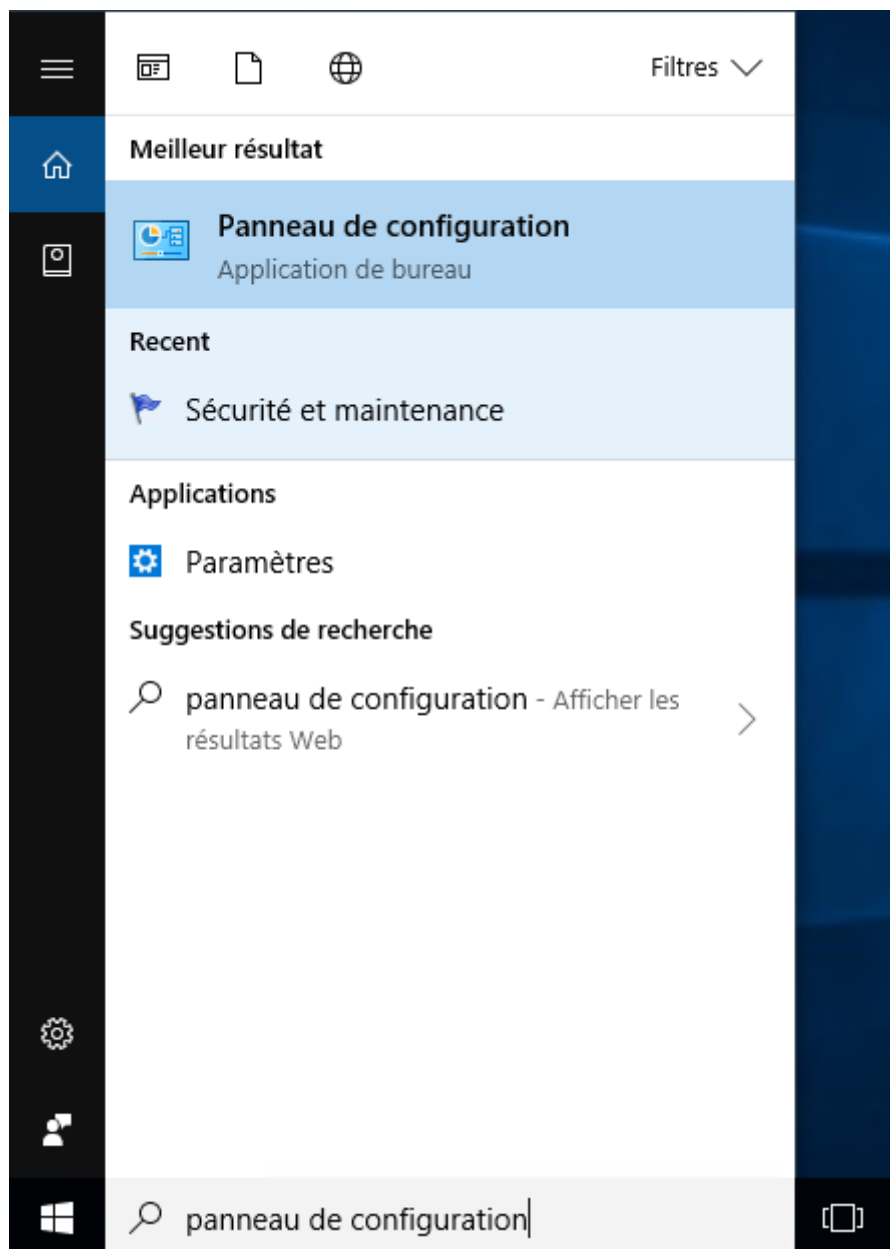 Filtres
Meilleur résultat
Panneau de configuration
Application de bureau
Recent
Sécurité et maintenance
Applications
Paramètres
Suggestions de recherche
panneau de configuration - Afficher les
résultats Web
panneau de configuration